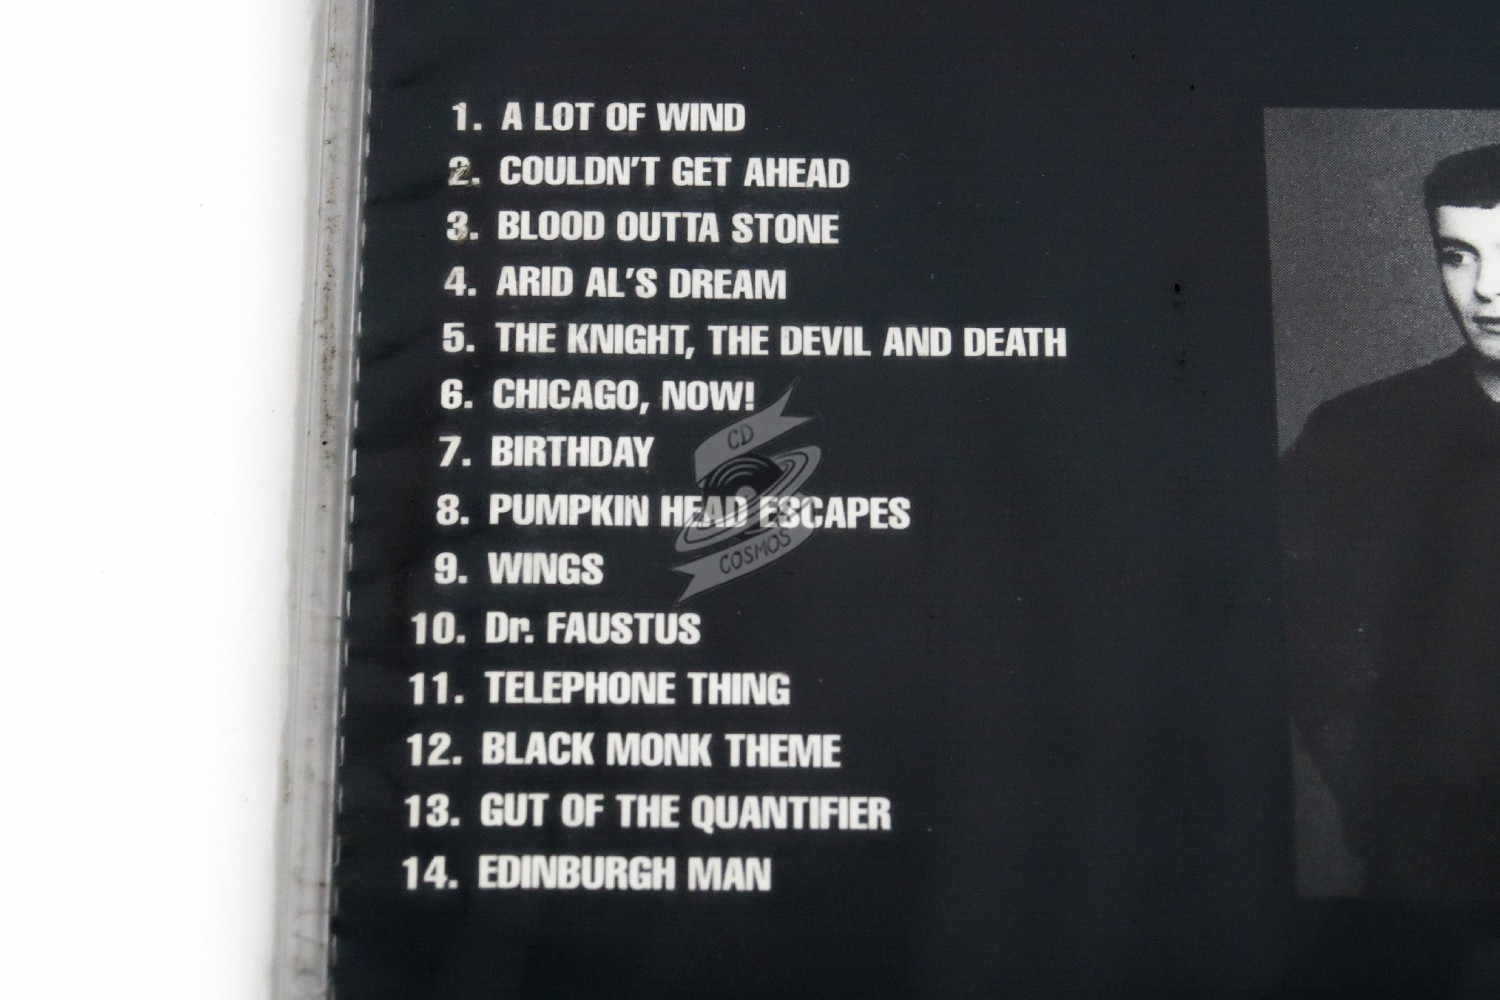 1. A LOT OF WIND
2. COULDN'T GET AHEAD
3. BLOOD OUTTA STONE
4. ARID AL'S DREAM
5. THE KNIGHT, THE DEVIL AND DEATH
6. CHICAGO, NOW!
7. BIRTHDAY
8. PUMPKIN HEAD ESCAPES
9. WINGS
10. Dr. FAUSTUS
11. TELEPHONE THING
12. BLACK MONK THEME
13. GUT OF THE QUANTIFIER
14. EDINBURGH MAN
CD
COSMOS